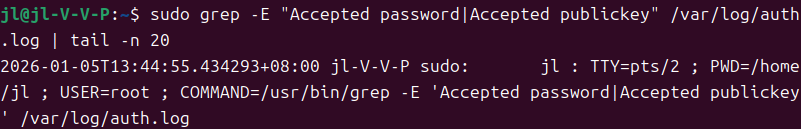 jl@jl-V-V-P:~$ sudo grep -E "Accepted password|Accepted publickey" /var/log/auth
.log | tail -n 20
2026-01-05T13:44:55.434293+08:00 jl-V-V-P sudo:       jl : TTY=pts/2 ; PWD=/home
/jl ; USER=root ; COMMAND=/usr/bin/grep -E 'Accepted password|Accepted publickey
' /var/log/auth.log